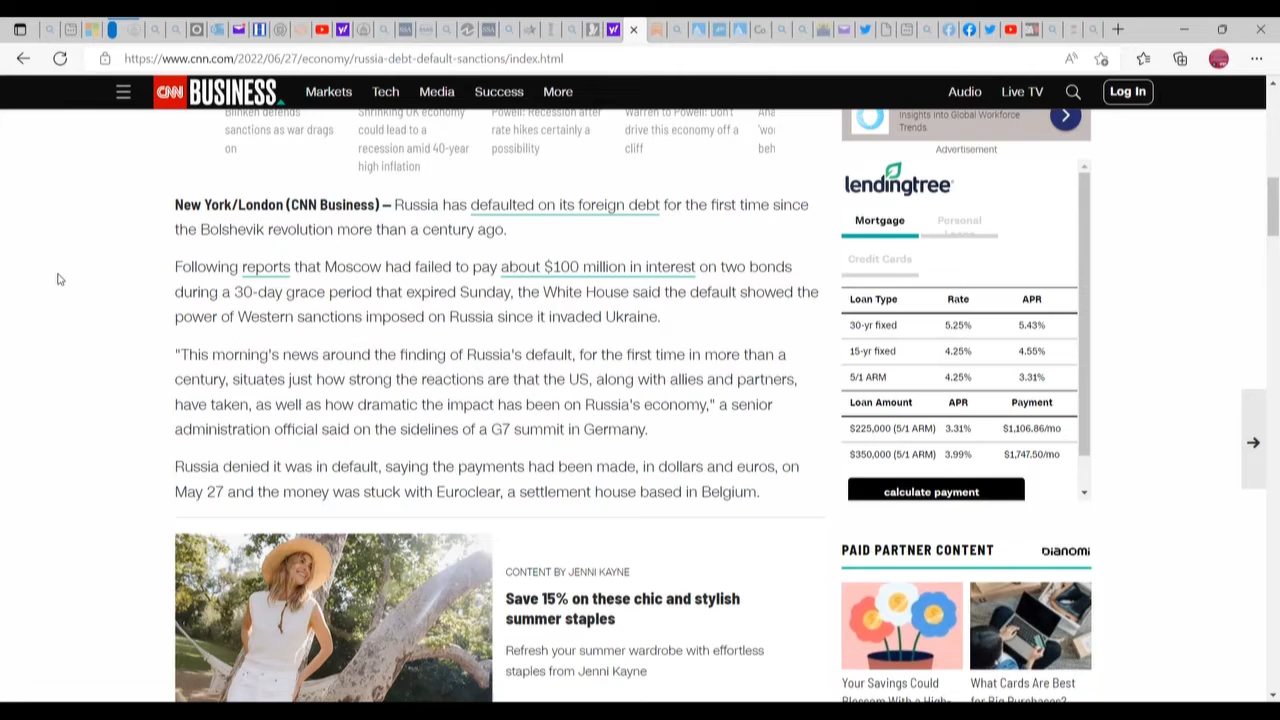 https://www.cnn.com/2022/06/27/economy/russia-debt-default-sanctions/index.html
CNN BUSINESS
Markets
Tech
Media
Success
More
Audio
Live TV
Log In
Blinken defends
sanctions as war drags
on
Shrinking UK economy
could lead to a
recession amid 40-year
high inflation
Powell: Recession after
rate hikes certainly a
possibility
Warren to Powell: Don't
drive this economy off a
cliff
Insights into Global Workforce
Trends
Advertisement
New York/London (CNN Business) — Russia has defaulted on its foreign debt for the first time since
the Bolshevik revolution more than a century ago.
Following reports that Moscow had failed to pay about $100 million in interest on two bonds
during a 30-day grace period that expired Sunday, the White House said the default showed the
power of Western sanctions imposed on Russia since it invaded Ukraine.
"This morning's news around the finding of Russia's default, for the first time in more than a
century, situates just how strong the reactions are that the US, along with allies and partners,
have taken, as well as how dramatic the impact has been on Russia's economy," a senior
administration official said on the sidelines of a G7 summit in Germany.
Russia denied it was in default, saying the payments had been made, in dollars and euros, on
May 27 and the money was stuck with Euroclear, a settlement house based in Belgium.
CONTENT BY JENNI KAYNE
Save 15% on these chic and stylish
summer staples
Refresh your summer wardrobe with effortless
staples from Jenni Kayne
lendingtree
Mortgage
Personal
Credit Cards
Loan Type Rate APR
30-yr fixed 5.25% 5.43%
15-yr fixed 4.25% 4.55%
5/1 ARM 4.25% 3.31%
Loan Amount APR Payment
$225,000 (5/1 ARM) 3.31% $1,106.86/mo
$350,000 (5/1 ARM) 3.99% $1,747.50/mo
calculate payment
PAID PARTNER CONTENT
Dianomi
Your Savings Could
Blossom With a High-
What Cards Are Best
for Big Purchases?